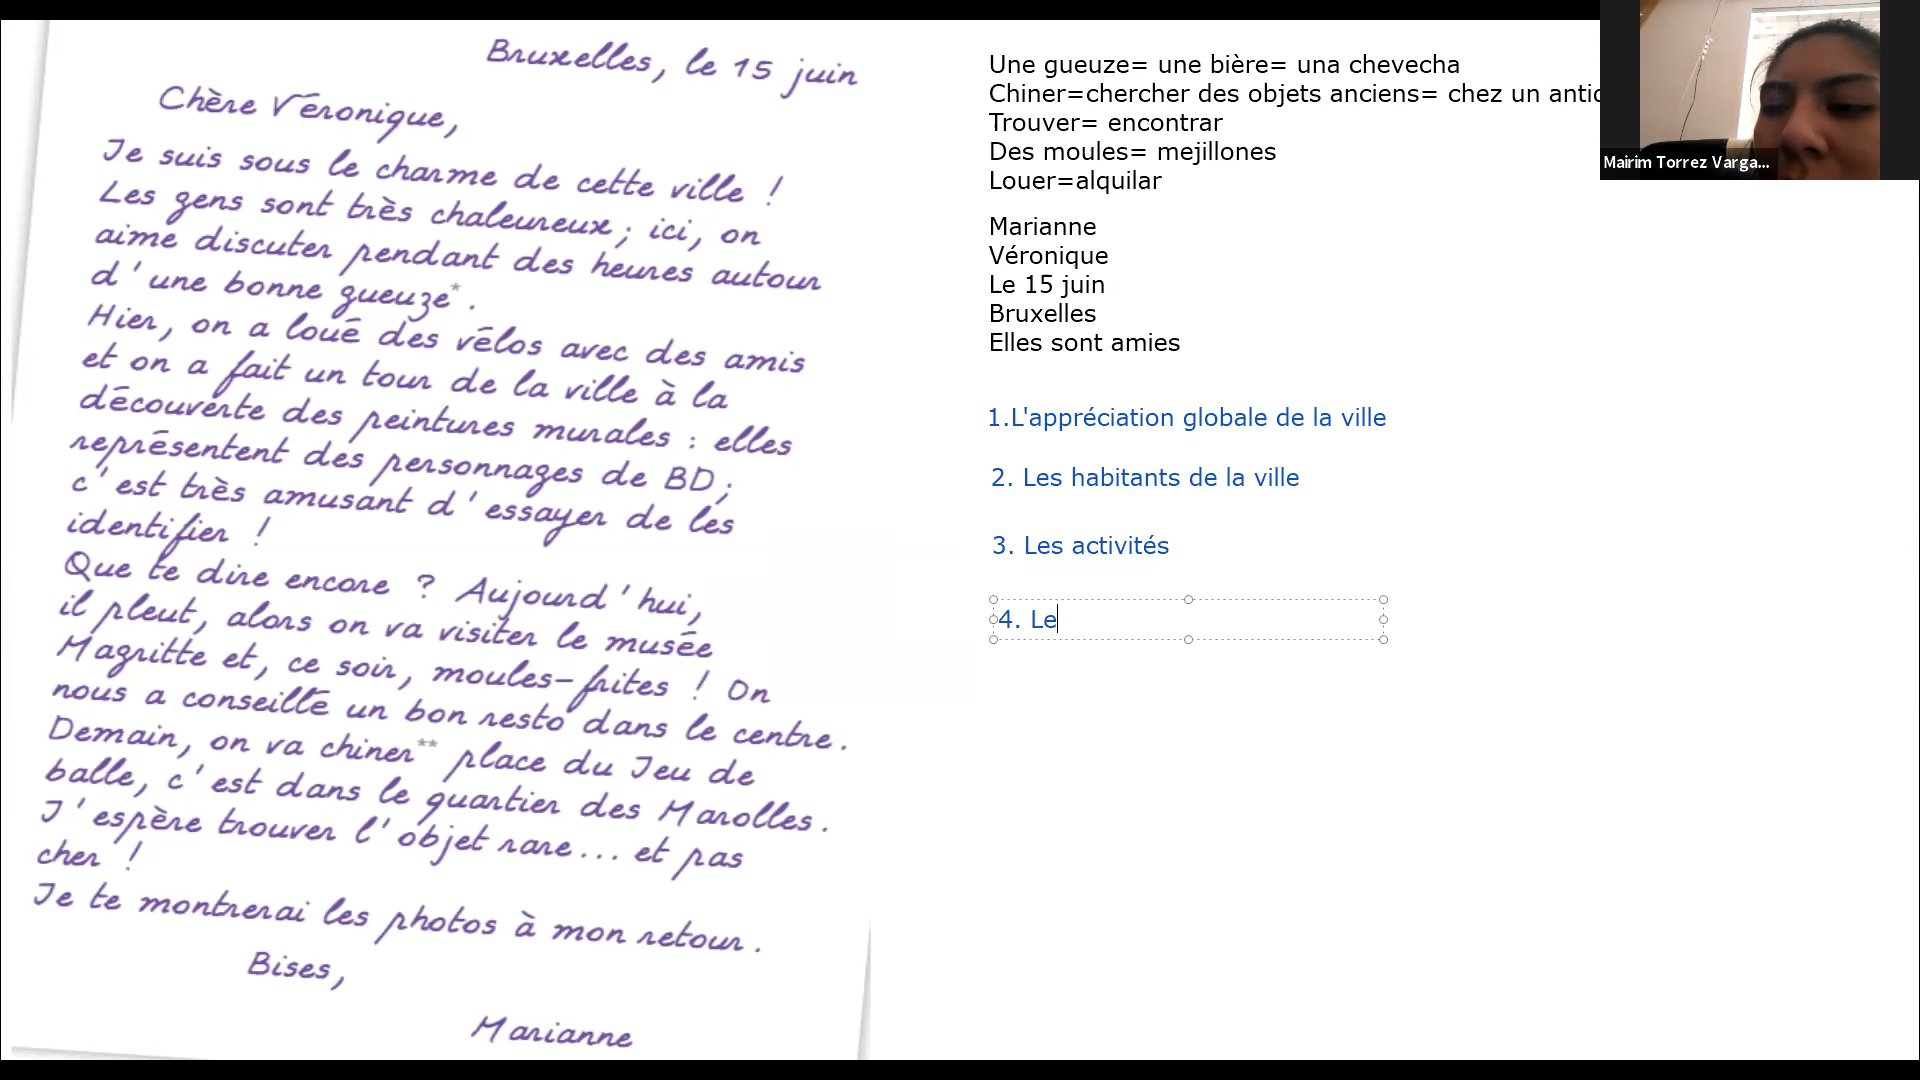 Bruxelles, le 15 juin
Chère Véronique,
Je suis sous le charme de cette ville !
Les gens sont très chaleureux ; ici, on
aime discuter pendant des heures autour
d'une bonne gueuze*.
Hier, on a loué des vélos avec des amis
et on a fait un tour de la ville à la
découverte des peintures murales : elles
représentent des personnages de BD ;
c'est très amusant d'essayer de les
identifier !
Que te dire encore ? Aujourd'hui,
il pleut, alors on va visiter le musée
Magritte et, ce soir, moules-frites ! On
nous a conseillé un bon resto dans le centre.
Demain, on va chiner** place du Jeu de
balle, c'est dans le quartier des Marolles.
J'espère trouver l'objet rare... et pas
cher !
Je te montrerai les photos à mon retour.
Bises,
Marianne
Une gueuze= une bière= una chevecha
Chiner=chercher des objets anciens= chez un antic
Trouver= encontrar
Des moules= mejillones
Louer=alquilar
Marianne
Véronique
Le 15 juin
Bruxelles
Elles sont amies
1.L'appréciation globale de la ville
2. Les habitants de la ville
3. Les activités
4. Le
Mairim Torrez Varga...